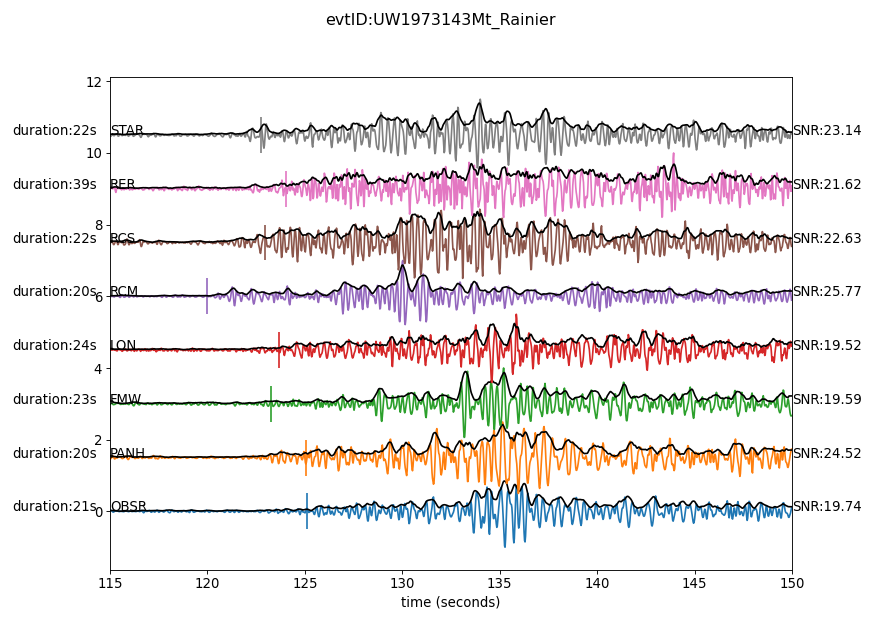 evtID:UW1973143Mt_Rainier
12
duration:22s STAR SNR:23.14
10
duration:39s RER SNR:21.62
8
duration:22s RCS SNR:22.63
duration:20s RCM SNR:25.77
6
duration:24s LON SNR:19.52
4
duration:23s FMW SNR:19.59
2
duration:20s PANH SNR:24.52
duration:21s OBSR SNR:19.74
0
115 120 125 130 135 140 145 150
time (seconds)